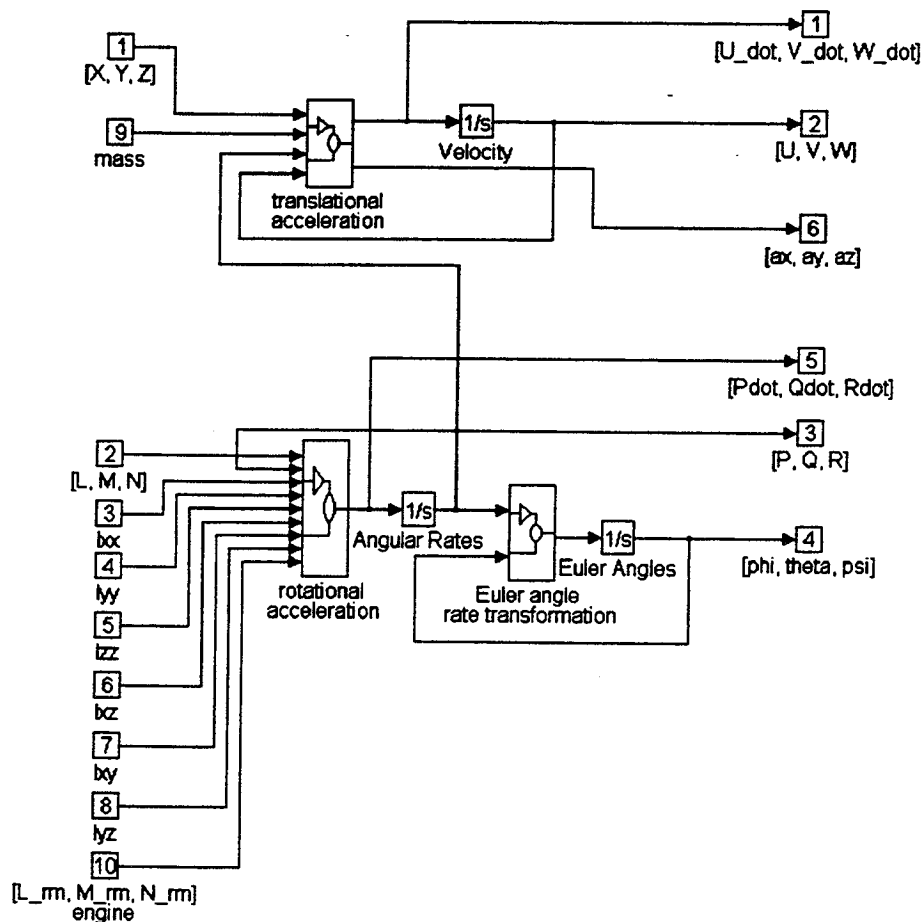 1
[X, Y, Z]
9
mass
translational
acceleration
1/s
Velocity
1
[U_dot, V_dot, W_dot]
2
[U, V, W]
6
[ax, ay, az]
5
[Pdot, Qdot, Rdot]
3
[P, Q, R]
2
[L, M, N]
3
Ixx
4
Iyy
5
Izz
6
Ixz
7
Ixy
8
Iyz
10
[L_rm, M_rm, N_rm]
engine
rotational
acceleration
1/s
Angular Rates
Euler angle
rate transformation
1/s
Euler Angles
4
[phi, theta, psi]